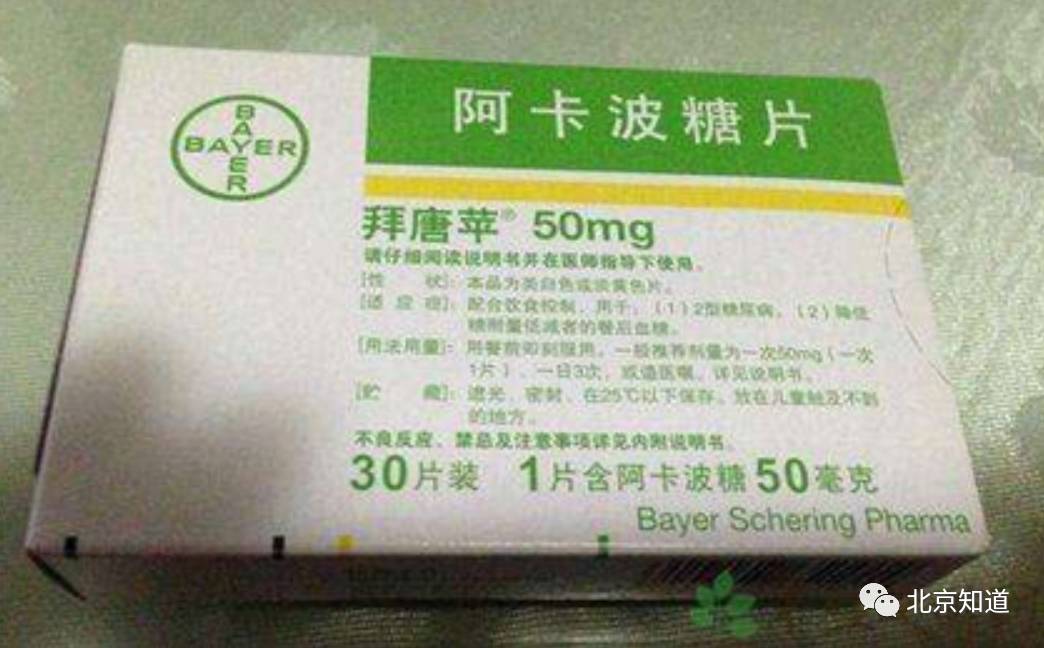 BAYER
BAYER
阿卡波糖片
拜唐苹® 50mg
请仔细阅读说明书并在医师指导下使用。
[性 状]: 本品为类白色或淡黄色片。
[适应症]: 配合饮食控制，用于：（1）2型糖尿病。（2）降低
糖耐量低减者的餐后血糖。
[用法用量]: 用餐前即刻服用。一般推荐剂量为一次50mg（一次
1片），一日3次，或遵医嘱。详见说明书。
[贮 藏]: 遮光、密封，在25℃以下保存。放在儿童触及不到
的地方。
不良反应、禁忌及注意事项详见内附说明书。
30片装 1片含阿卡波糖50毫克
Bayer Schering Pharma
北京知道